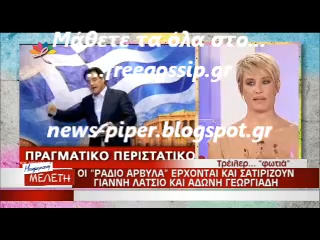 Μάθετε τα όλα στο...
freegossip.gr
news-piper.blogspot.gr
ΠΡΑΓΜΑΤΙΚΟ ΠΕΡΙΣΤΑΤΙΚΟ
Τρέιλερ... "φωτιά"
Μεσημεριανή
ΜΕΛΕΤΗ
ΟΙ "ΡΑΔΙΟ ΑΡΒΥΛΑ" ΕΡΧΟΝΤΑΙ ΚΑΙ ΣΑΤΙΡΙΖΟΥΝ
ΓΙΑΝΝΗ ΛΑΤΣΙΟ ΚΑΙ ΑΔΩΝΗ ΓΕΩΡΓΙΑΔΗ